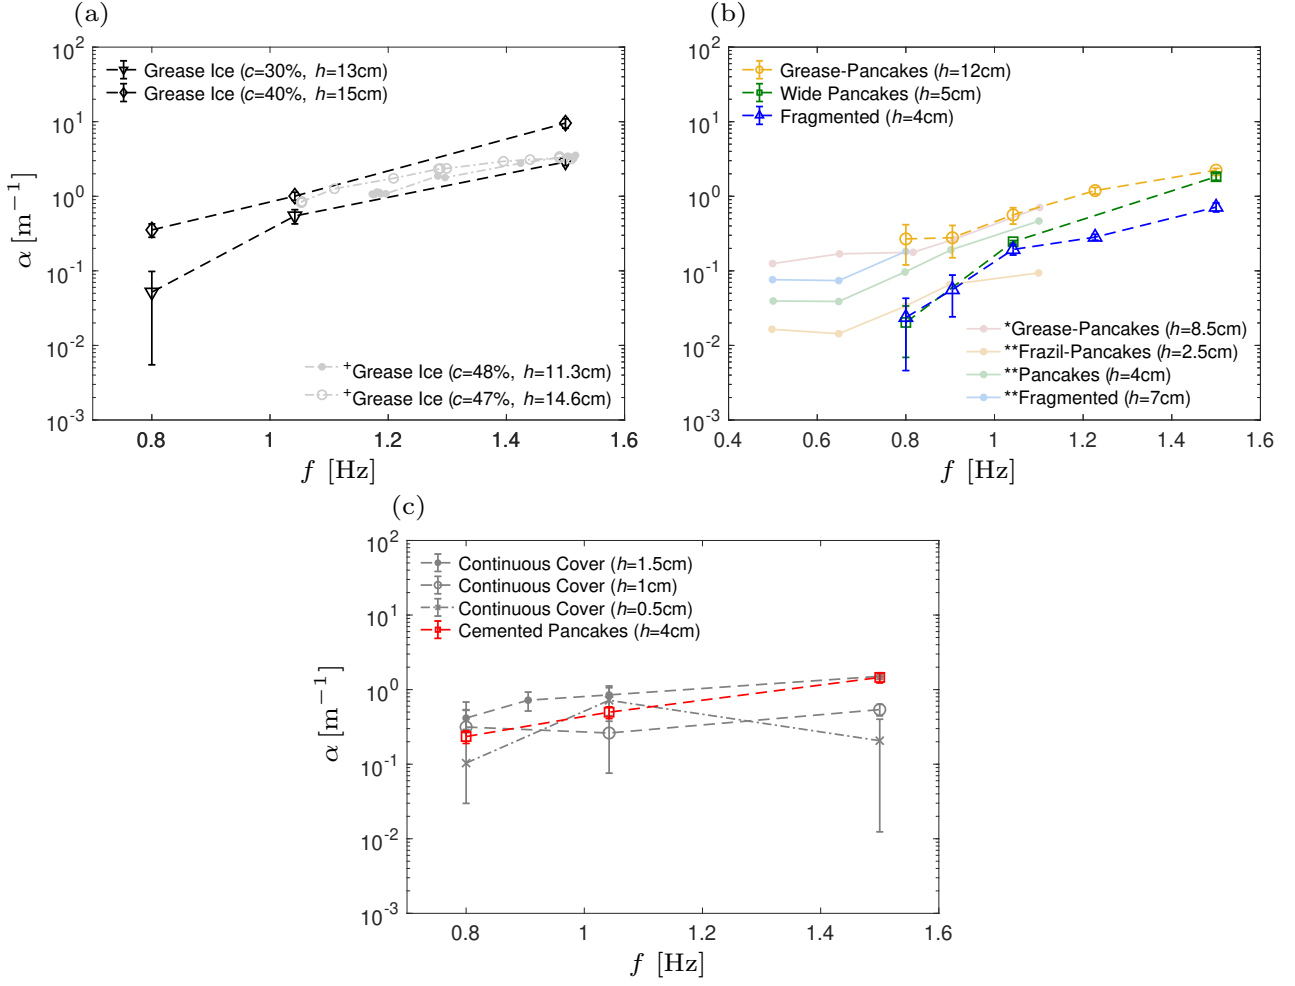 (a)
10^2
10^1
10^0
10^-1
10^-2
10^-3
α [m^−1]
Grease Ice (c=30%, h=13cm)
Grease Ice (c=40%, h=15cm)
+Grease Ice (c=48%, h=11.3cm)
+Grease Ice (c=47%, h=14.6cm)
0.8 1 1.2 1.4 1.6
f [Hz]
(b)
10^2
10^1
10^0
10^-1
10^-2
10^-3
Grease-Pancakes (h=12cm)
Wide Pancakes (h=5cm)
Fragmented (h=4cm)
*Grease-Pancakes (h=8.5cm)
**Frazil-Pancakes (h=2.5cm)
**Pancakes (h=4cm)
**Fragmented (h=7cm)
0.4 0.6 0.8 1 1.2 1.4 1.6
f [Hz]
(c)
10^2
10^1
10^0
10^-1
10^-2
10^-3
α [m^−1]
Continuous Cover (h=1.5cm)
Continuous Cover (h=1cm)
Continuous Cover (h=0.5cm)
Cemented Pancakes (h=4cm)
0.8 1 1.2 1.4 1.6
f [Hz]